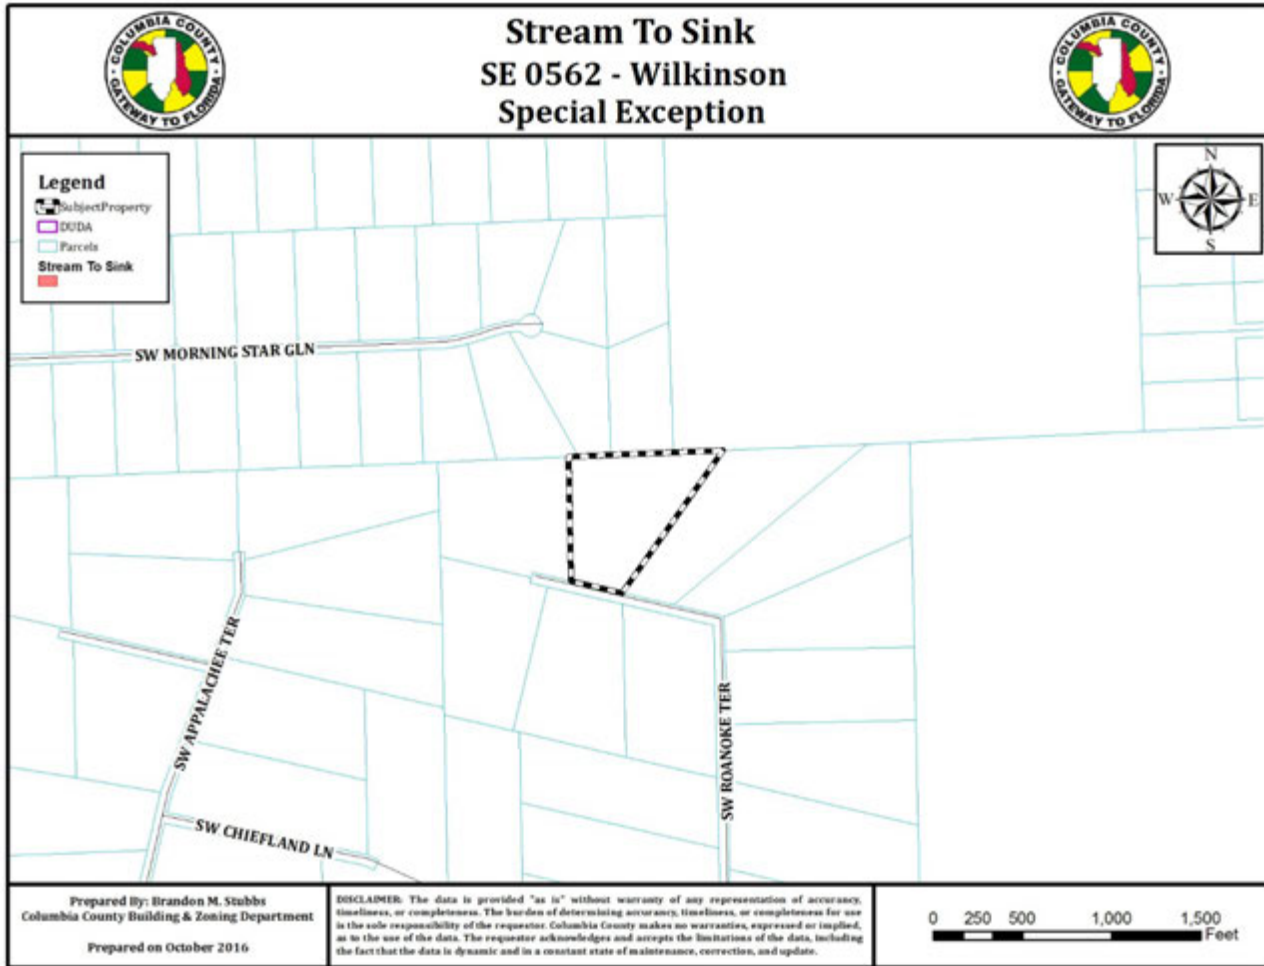 Stream To Sink
SE 0562 - Wilkinson
Special Exception
COLUMBIA COUNTY
GATEWAY TO FLORIDA
COLUMBIA COUNTY
GATEWAY TO FLORIDA
Legend
SubjectProperty
DUDA
Parcels
Stream To Sink
N
W
E
S
SW MORNING STAR GLN
SW APPALACHEE TER
SW ROANOKE TER
SW CHIEFLAND LN
Prepared By: Brandon M. Stubbs
Columbia County Building & Zoning Department
Prepared on October 2016
DISCLAIMER: The data is provided "as is" without warranty of any representation of accuracy,
timeliness, or completeness. The burden of determining accuracy, timeliness, or completeness for use
is the sole responsibility of the requestor. Columbia County makes no warranties, expressed or implied,
as to the use of the data. The requestor acknowledges and accepts the limitations of the data, including
the fact that the data is dynamic and in a constant state of maintenance, correction, and update.
0 250 500 1,000 1,500
Feet